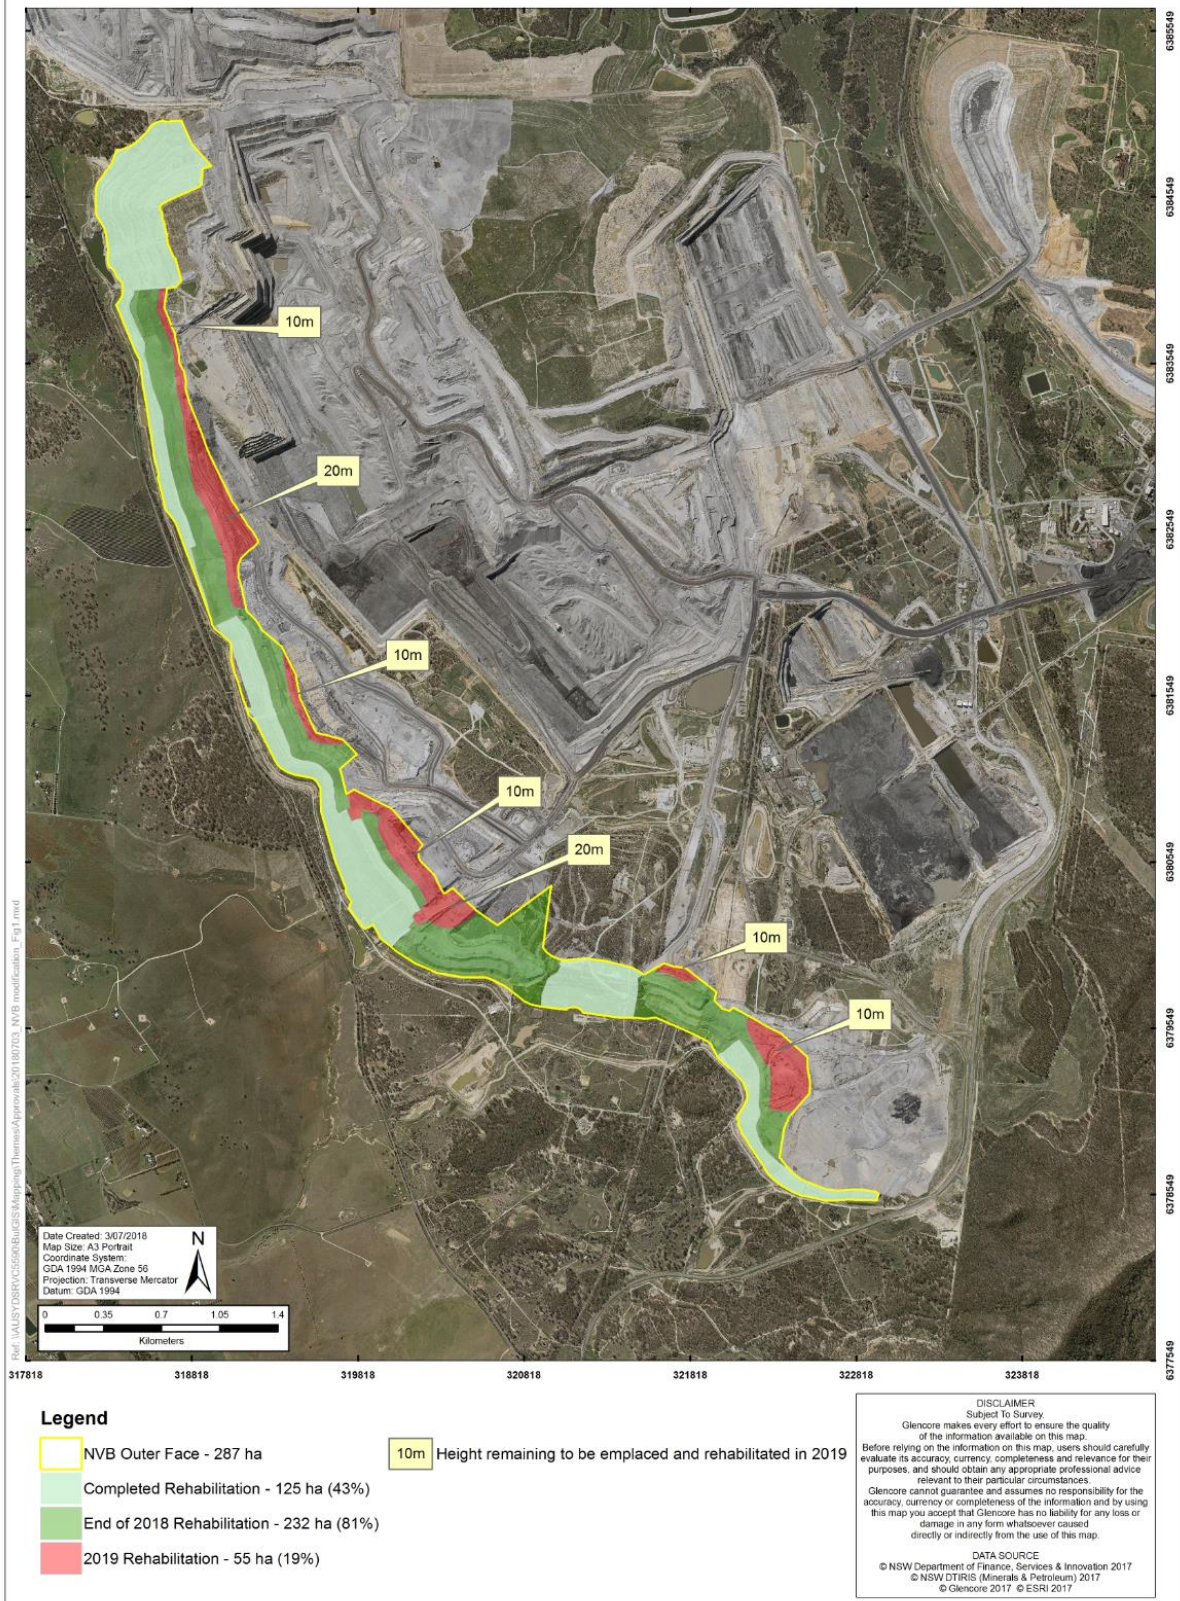 6385549
6384549
6383549
6382549
6381549
6380549
6379549
6378549
6377549
10m
20m
10m
10m
20m
10m
10m
Date Created: 3/07/2018
Map Size: A3 Portrait
Coordinate System:
GDA 1994 MGA Zone 56
Projection: Transverse Mercator
Datum: GDA 1994
N
0 0.35 0.7 1.05 1.4
Kilometers
317818 318818 319818 320818 321818 322818 323818
Legend
NVB Outer Face - 287 ha
Completed Rehabilitation - 125 ha (43%)
End of 2018 Rehabilitation - 232 ha (81%)
2019 Rehabilitation - 55 ha (19%)
10m Height remaining to be emplaced and rehabilitated in 2019
DISCLAIMER
Subject To Survey.
Glencore makes every effort to ensure the quality
of the information available on this map.
Before relying on the information on this map, users should carefully
evaluate its accuracy, currency, completeness and relevance for their
purposes, and should obtain any appropriate professional advice
relevant to their particular circumstances.
Glencore cannot guarantee and assumes no responsibility for the
accuracy, currency or completeness of the information and by using
this map you accept that Glencore has no liability for any loss or
damage in any form whatsoever caused
directly or indirectly from the use of this map.
DATA SOURCE
© NSW Department of Finance, Services & Innovation 2017
© NSW DTIRIS (Minerals & Petroleum) 2017
© Glencore 2017 © ESRI 2017